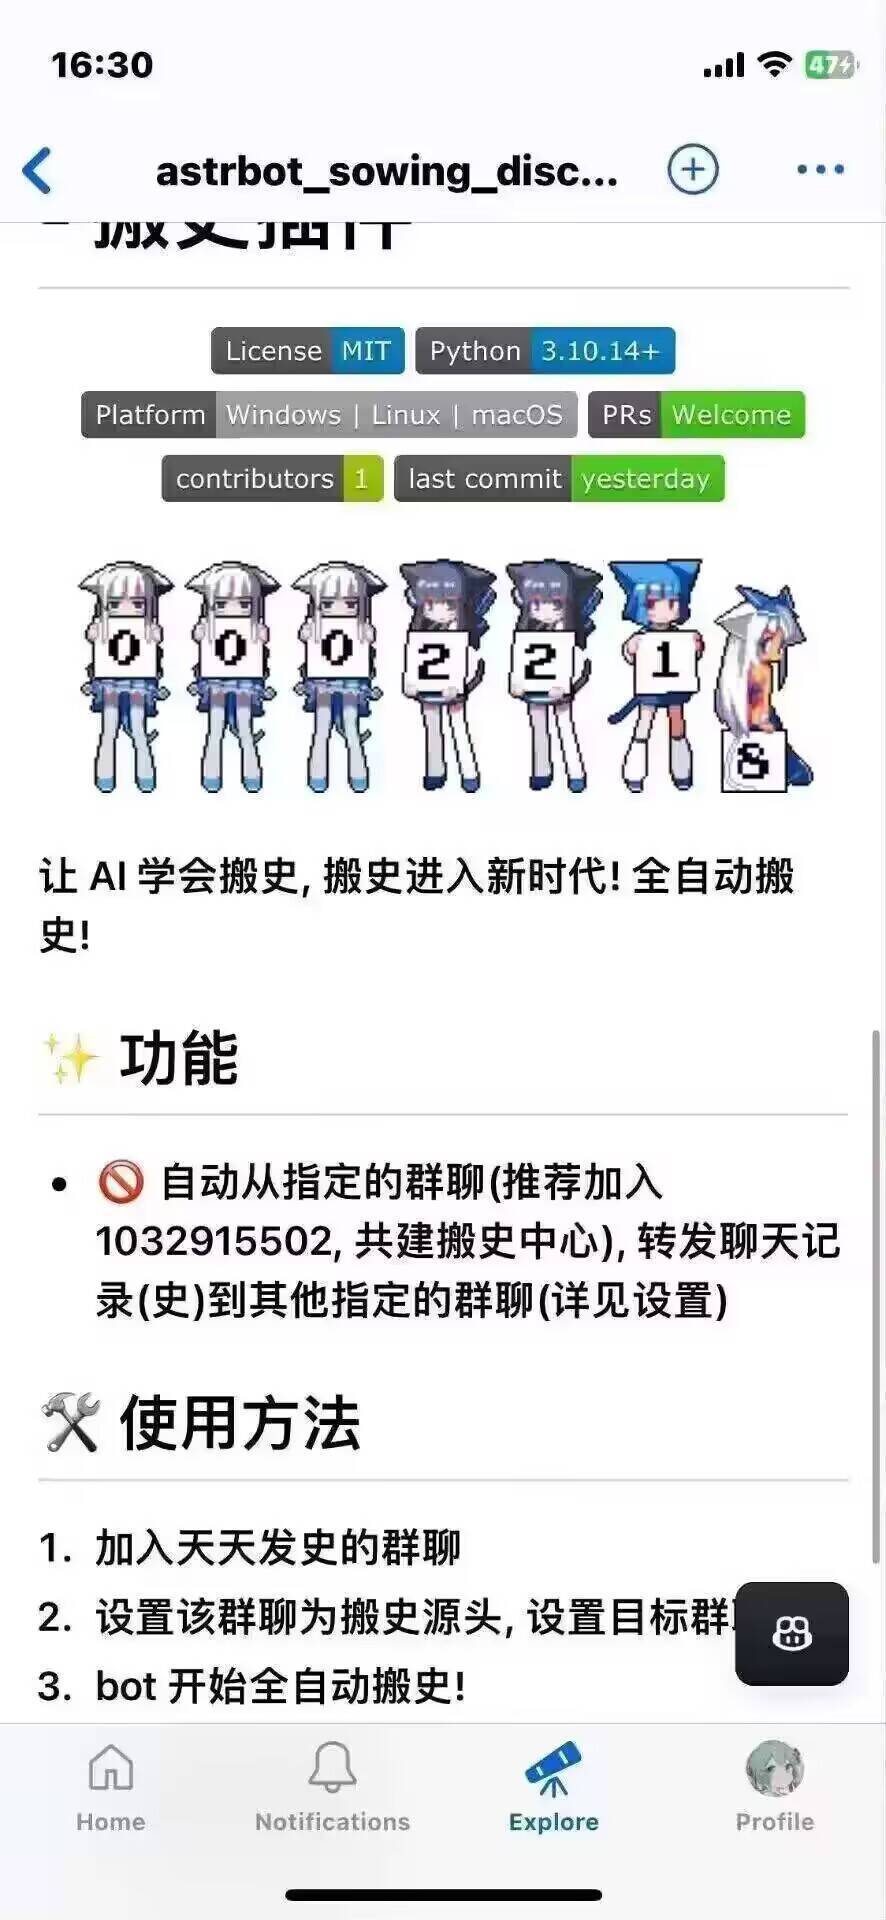 16:30
47
astrbot_sowing_disc...
搬史插件
License MIT Python 3.10.14+
Platform Windows | Linux | macOS PRs Welcome
contributors 1 last commit yesterday
0 0 0 2 2 1 8
让 AI 学会搬史, 搬史进入新时代! 全自动搬
史!
✨ 功能
• 🚫 自动从指定的群聊(推荐加入
1032915502, 共建搬史中心), 转发聊天记
录(史)到其他指定的群聊(详见设置)
🛠 使用方法
1. 加入天天发史的群聊
2. 设置该群聊为搬史源头, 设置目标群
3. bot 开始全自动搬史!
Home Notifications Explore Profile